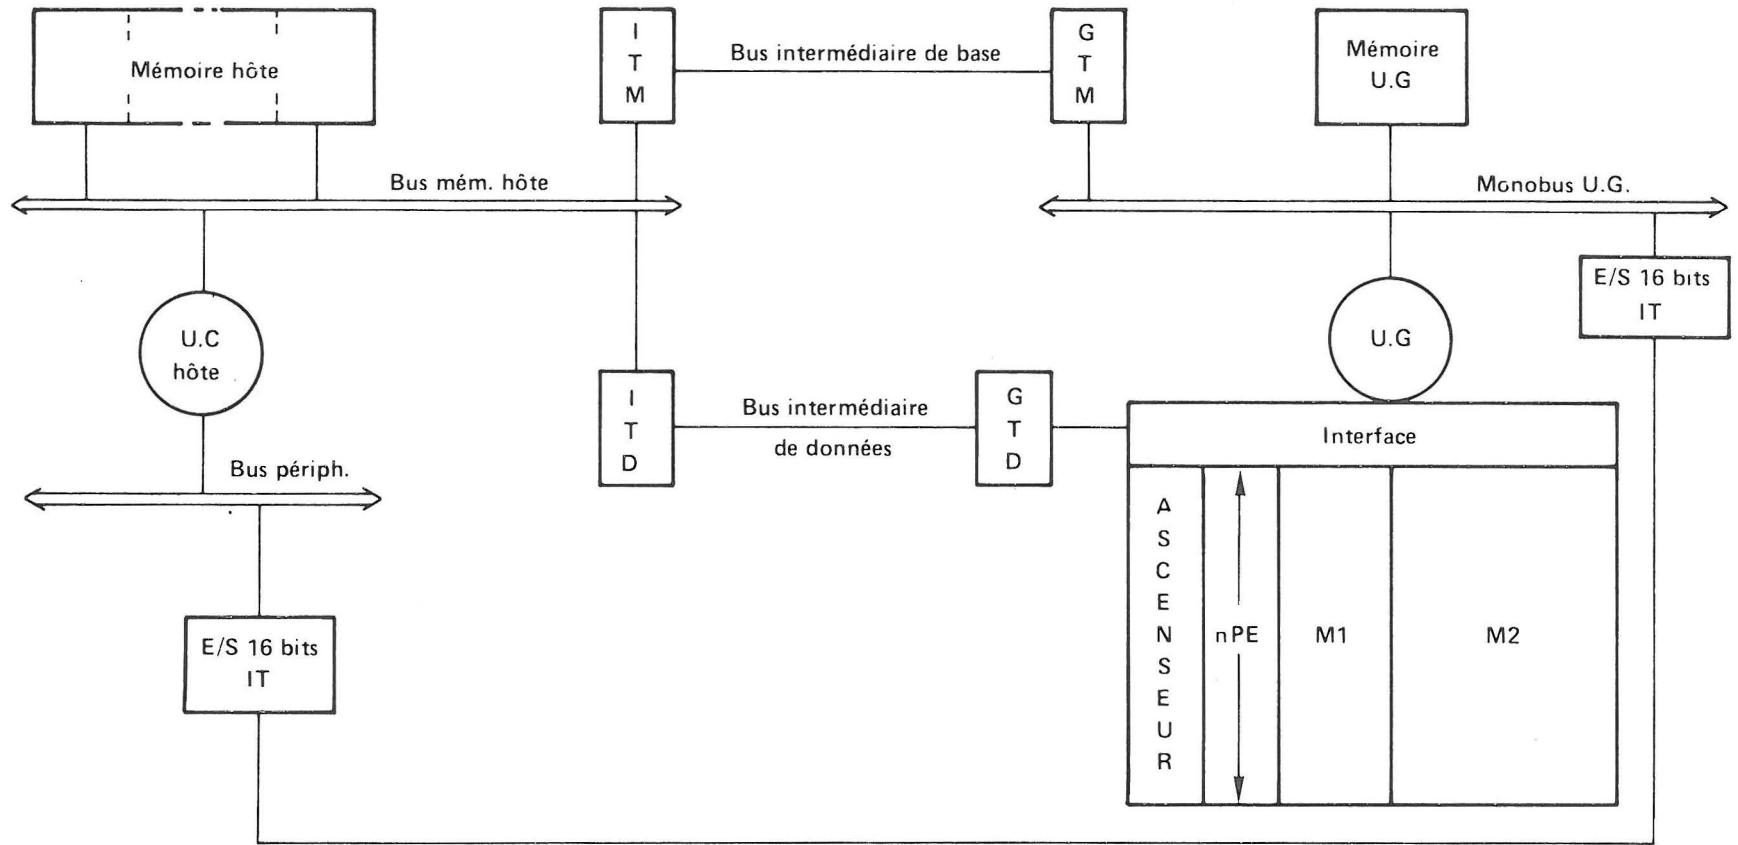 Mémoire hôte
I
T
M
Bus intermédiaire de base
G
T
M
Mémoire
U.G
Bus mém. hôte
Monobus U.G.
U.C
hôte
E/S 16 bits
IT
U.G
I
T
D
Bus intermédiaire
de données
G
T
D
Interface
Bus périph.
A
S
C
E
N
S
E
U
R
nPE
M1
M2
E/S 16 bits
IT